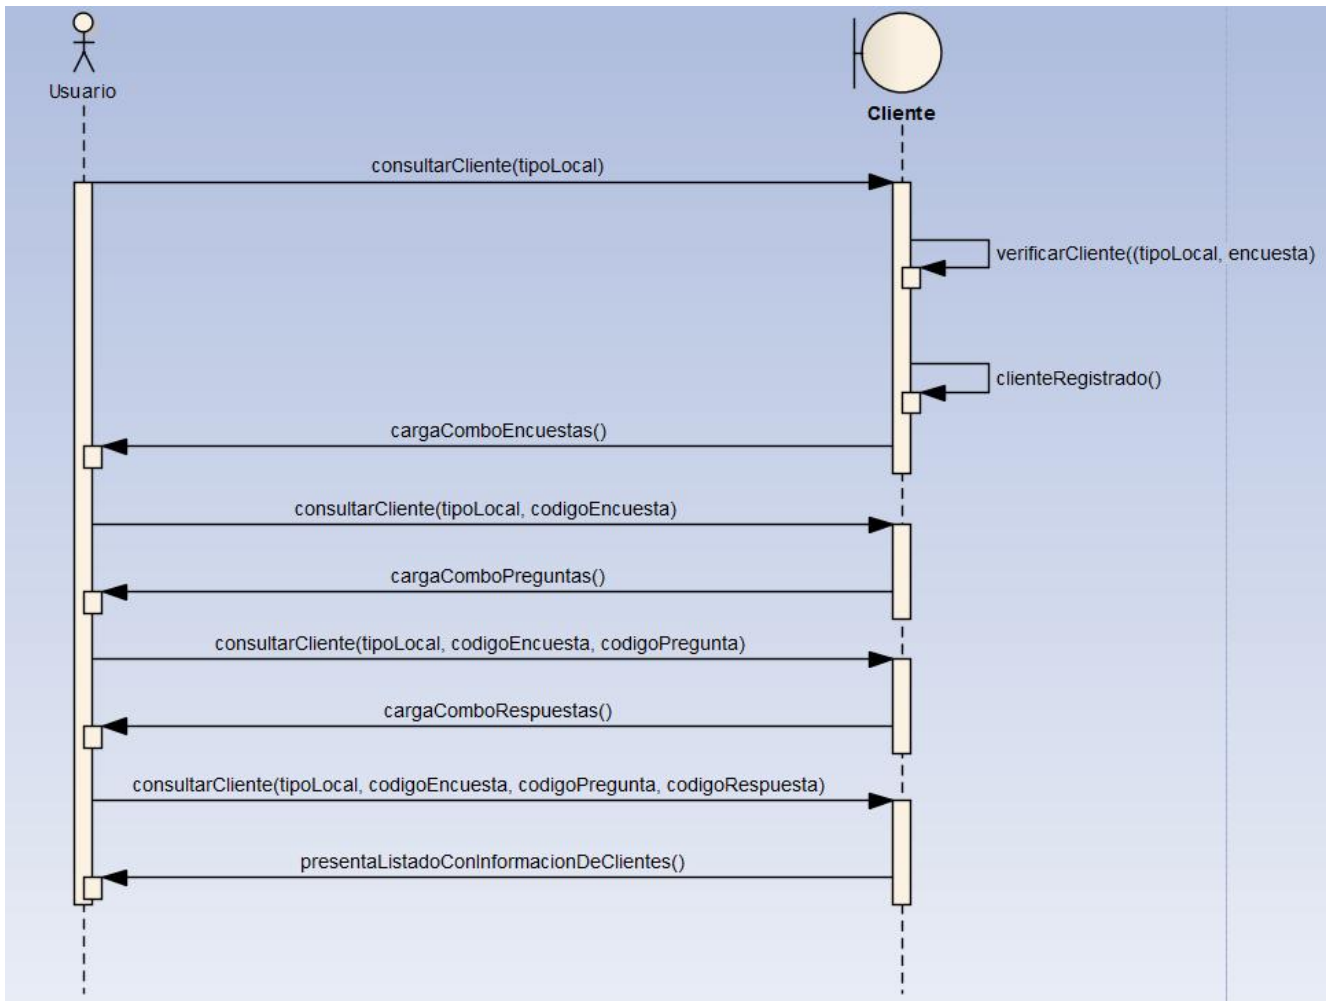 Usuario
Cliente
consultarCliente(tipoLocal)
verificarCliente((tipoLocal, encuesta)
clienteRegistrado()
cargaComboEncuestas()
consultarCliente(tipoLocal, codigoEncuesta)
cargaComboPreguntas()
consultarCliente(tipoLocal, codigoEncuesta, codigoPregunta)
cargaComboRespuestas()
consultarCliente(tipoLocal, codigoEncuesta, codigoPregunta, codigoRespuesta)
presentaListadoConInformacionDeClientes()